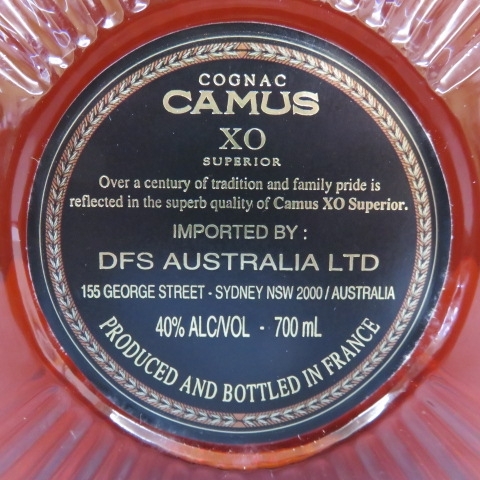 COGNAC
CAMUS
XO
SUPERIOR
Over a century of tradition and family pride is
reflected in the superb quality of Camus XO Superior.
IMPORTED BY :
DFS AUSTRALIA LTD
155 GEORGE STREET - SYDNEY NSW 2000 / AUSTRALIA
40% ALC/VOL - 700 mL
PRODUCED AND BOTTLED IN FRANCE